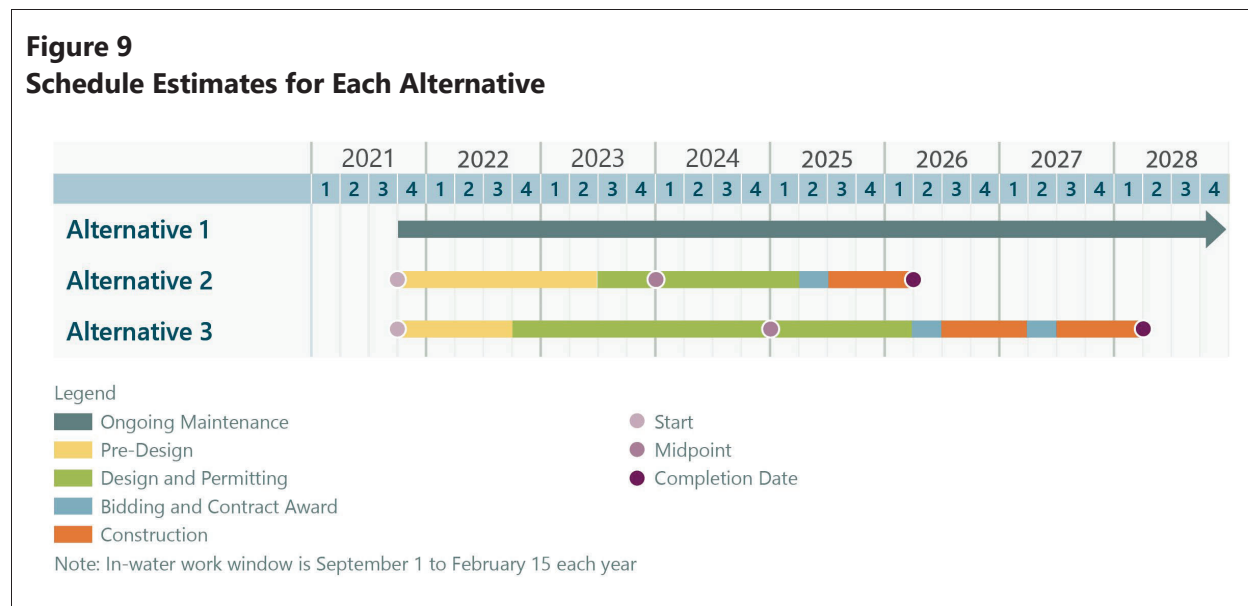 Figure 9
Schedule Estimates for Each Alternative
2021 2022 2023 2024 2025 2026 2027 2028
1 2 3 4 1 2 3 4 1 2 3 4 1 2 3 4 1 2 3 4 1 2 3 4 1 2 3 4 1 2 3 4
Alternative 1
Alternative 2
Alternative 3
Legend
Ongoing Maintenance
Pre-Design
Design and Permitting
Bidding and Contract Award
Construction
Start
Midpoint
Completion Date
Note: In-water work window is September 1 to February 15 each year